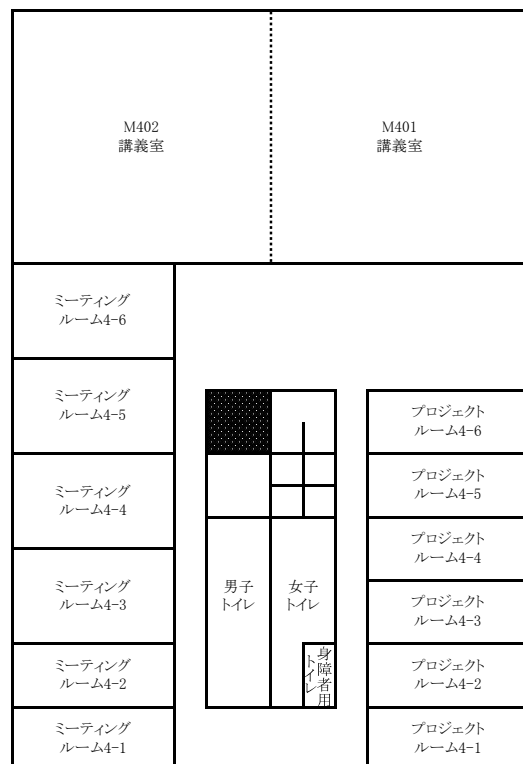 M402
講義室
M401
講義室
ミーティング
ルーム4-6
ミーティング
ルーム4-5
プロジェクト
ルーム4-6
ミーティング
ルーム4-4
プロジェクト
ルーム4-5
プロジェクト
ルーム4-4
ミーティング
ルーム4-3
男子
トイレ
女子
トイレ
プロジェクト
ルーム4-3
ミーティング
ルーム4-2
身障者用
トイレ
プロジェクト
ルーム4-2
ミーティング
ルーム4-1
プロジェクト
ルーム4-1